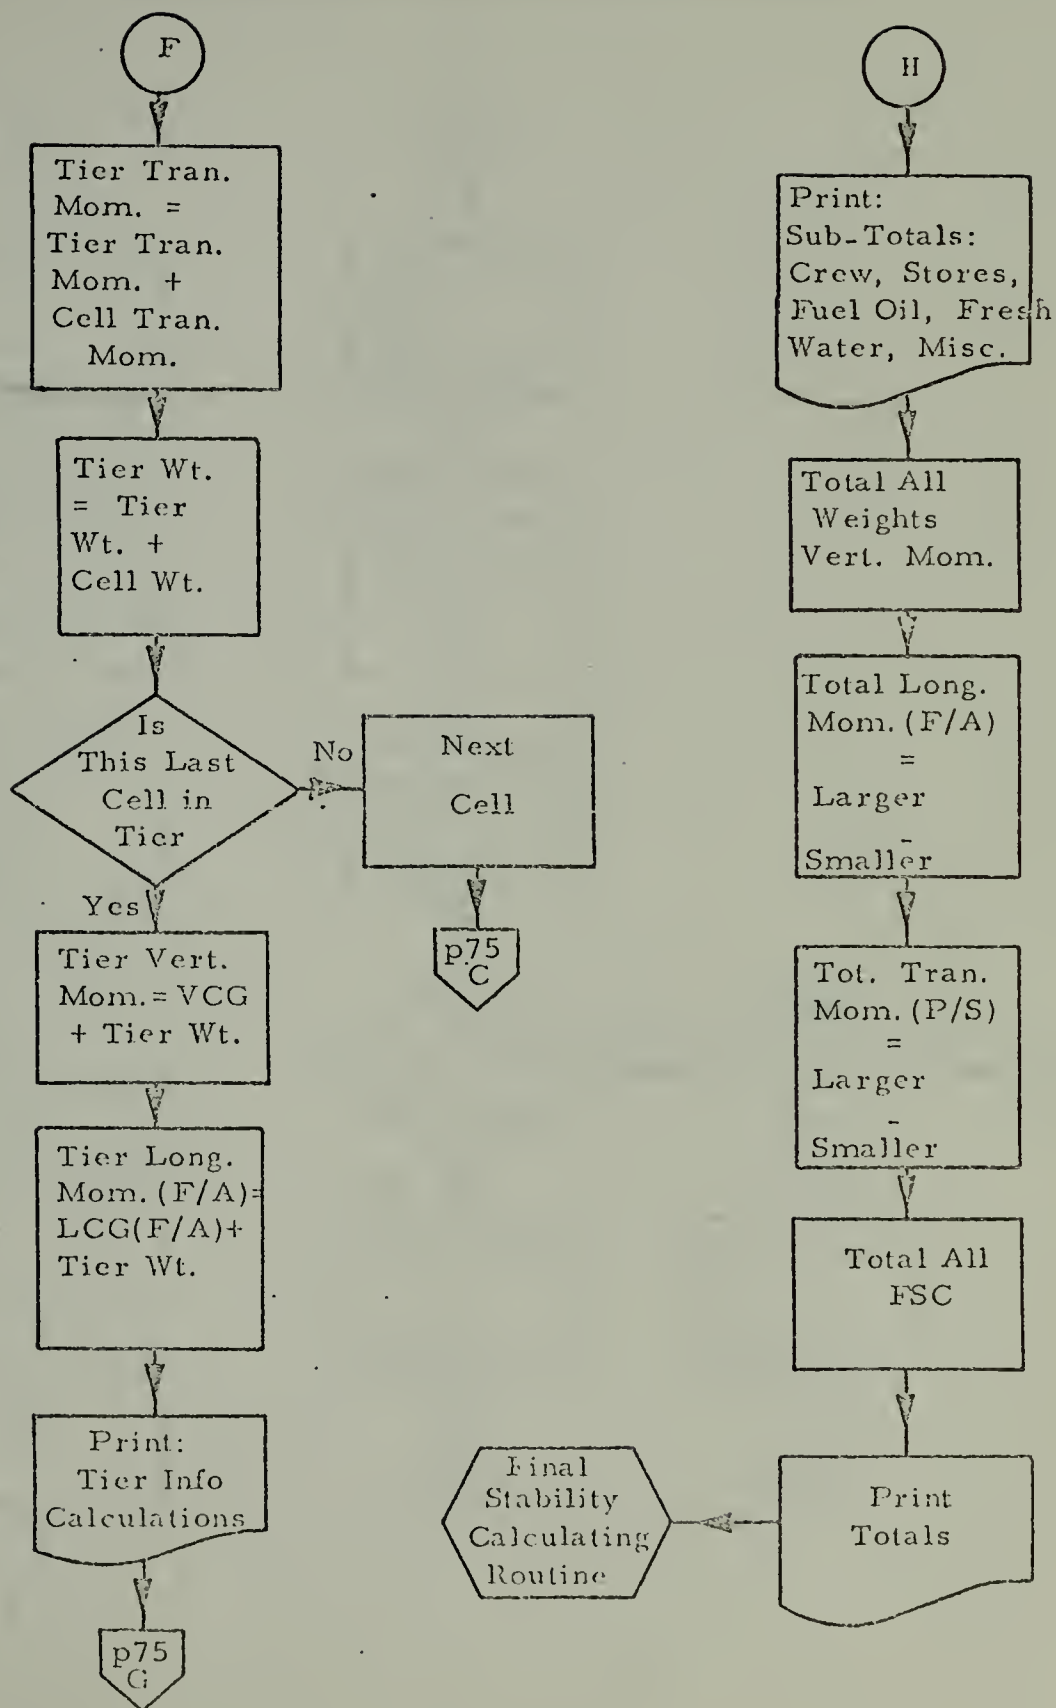 F
Tier Tran.
Mom. =
Tier Tran.
Mom. +
Cell Tran.
Mom.
Tier Wt.
= Tier
Wt. +
Cell Wt.
Is
This Last
Cell in
Tier
No
Next
Cell
p75
C
Yes
Tier Vert.
Mom. = VCG
+ Tier Wt.
Tier Long.
Mom. (F/A)=
LCG(F/A)+
Tier Wt.
Print:
Tier Info
Calculations
p75
G
H
Print:
Sub-Totals:
Crew, Stores,
Fuel Oil, Fresh
Water, Misc.
Total All
Weights
Vert. Mom.
Total Long.
Mom. (F/A)
=
Larger
-
Smaller
Tot. Tran.
Mom. (P/S)
=
Larger
-
Smaller
Total All
FSC
Print
Totals
Final
Stability
Calculating
Routine